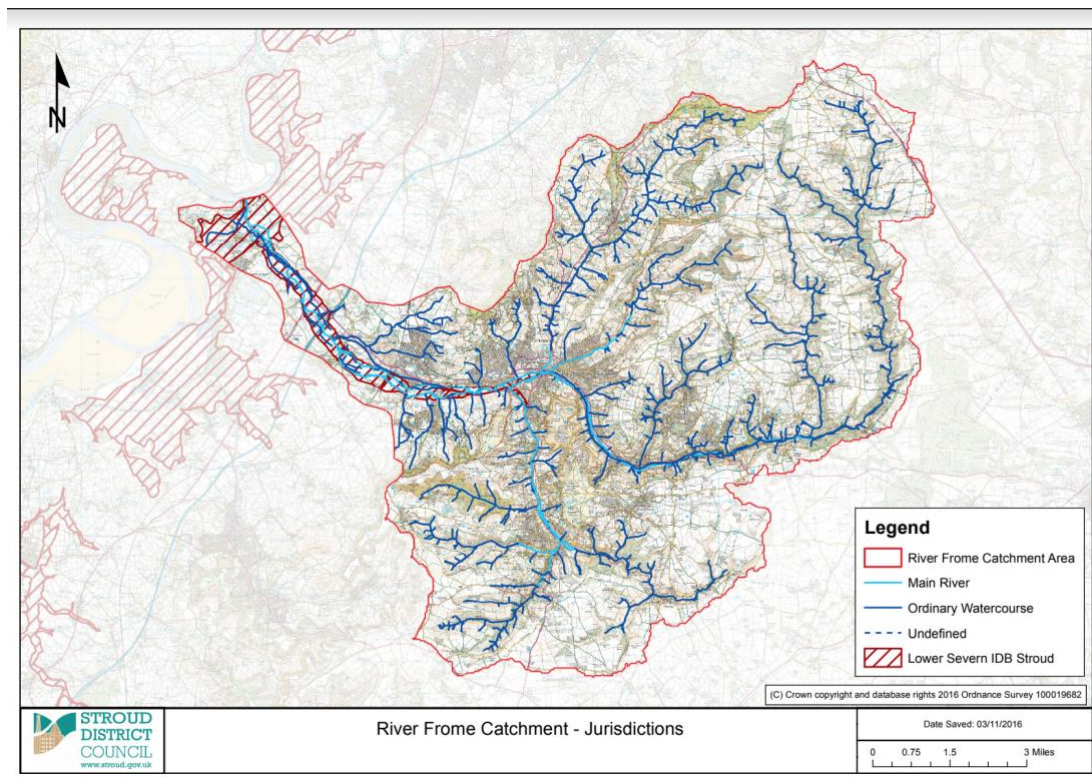 N
Legend
River Frome Catchment Area
Main River
Ordinary Watercourse
Undefined
Lower Severn IDB Stroud
(C) Crown copyright and database rights 2016 Ordnance Survey 100019682
STROUD
DISTRICT
COUNCIL
www.stroud.gov.uk
River Frome Catchment - Jurisdictions
Date Saved: 03/11/2016
0 0.75 1.5 3 Miles